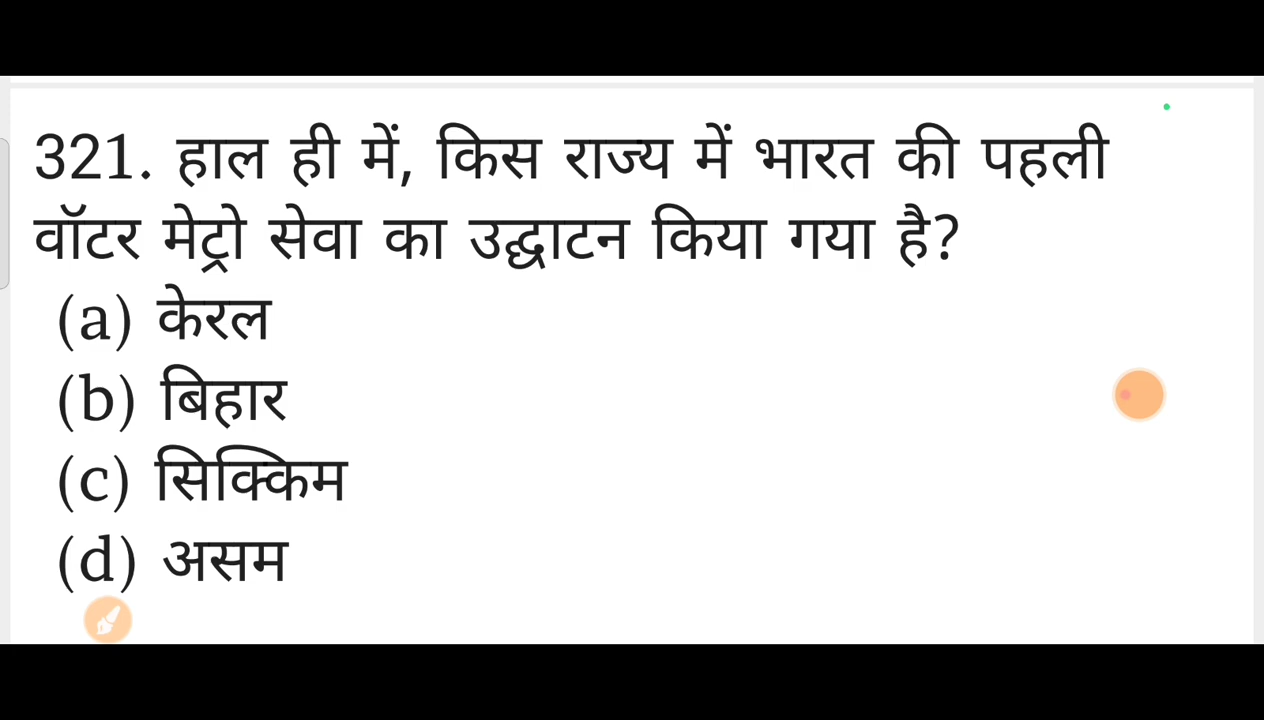 321. हाल ही में, किस राज्य में भारत की पहली
वॉटर मेट्रो सेवा का उद्घाटन किया गया है?
(a) केरल
(b) बिहार
(c) सिक्किम
(d) असम